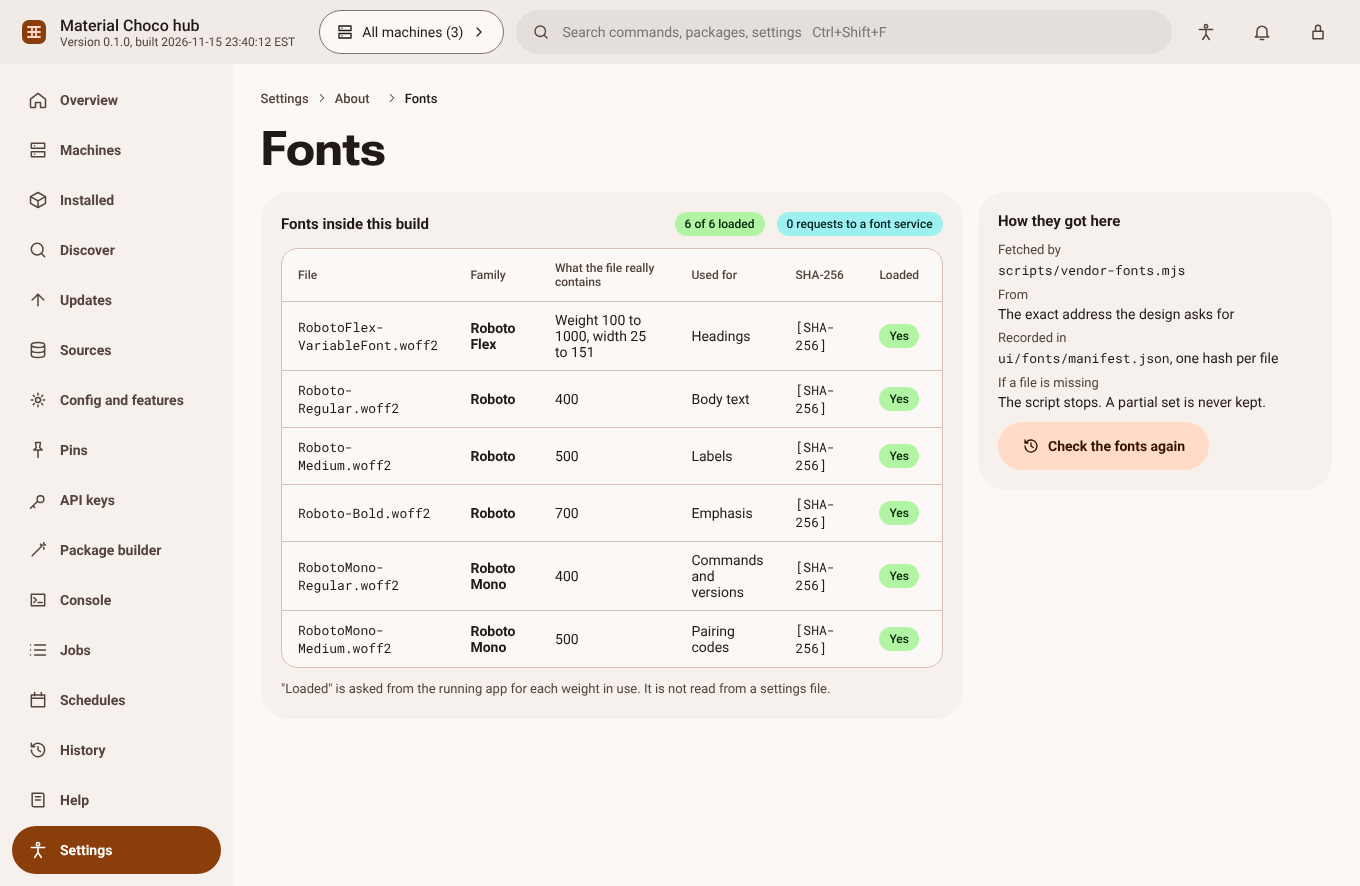 Material Choco hub
Version 0.1.0, built 2026-11-15 23:40:12 EST
All machines (3)
Search commands, packages, settings Ctrl+Shift+F
Overview
Machines
Installed
Discover
Updates
Sources
Config and features
Pins
API keys
Package builder
Console
Jobs
Schedules
History
Help
Settings
Settings > About > Fonts
Fonts
Fonts inside this build
6 of 6 loaded
0 requests to a font service
File
Family
What the file really
contains
Used for
SHA-256
Loaded
RobotoFlex-
VariableFont.woff2
Roboto
Flex
Weight 100 to
1000, width 25
to 151
Headings
[SHA-
256]
Yes
Roboto-
Regular.woff2
Roboto
400
Body text
[SHA-
256]
Yes
Roboto-
Medium.woff2
Roboto
500
Labels
[SHA-
256]
Yes
Roboto-Bold.woff2
Roboto
700
Emphasis
[SHA-
256]
Yes
RobotoMono-
Regular.woff2
Roboto
Mono
400
Commands
and
versions
[SHA-
256]
Yes
RobotoMono-
Medium.woff2
Roboto
Mono
500
Pairing
codes
[SHA-
256]
Yes
"Loaded" is asked from the running app for each weight in use. It is not read from a settings file.
How they got here
Fetched by
scripts/vendor-fonts.mjs
From
The exact address the design asks for
Recorded in
ui/fonts/manifest.json, one hash per file
If a file is missing
The script stops. A partial set is never kept.
Check the fonts again